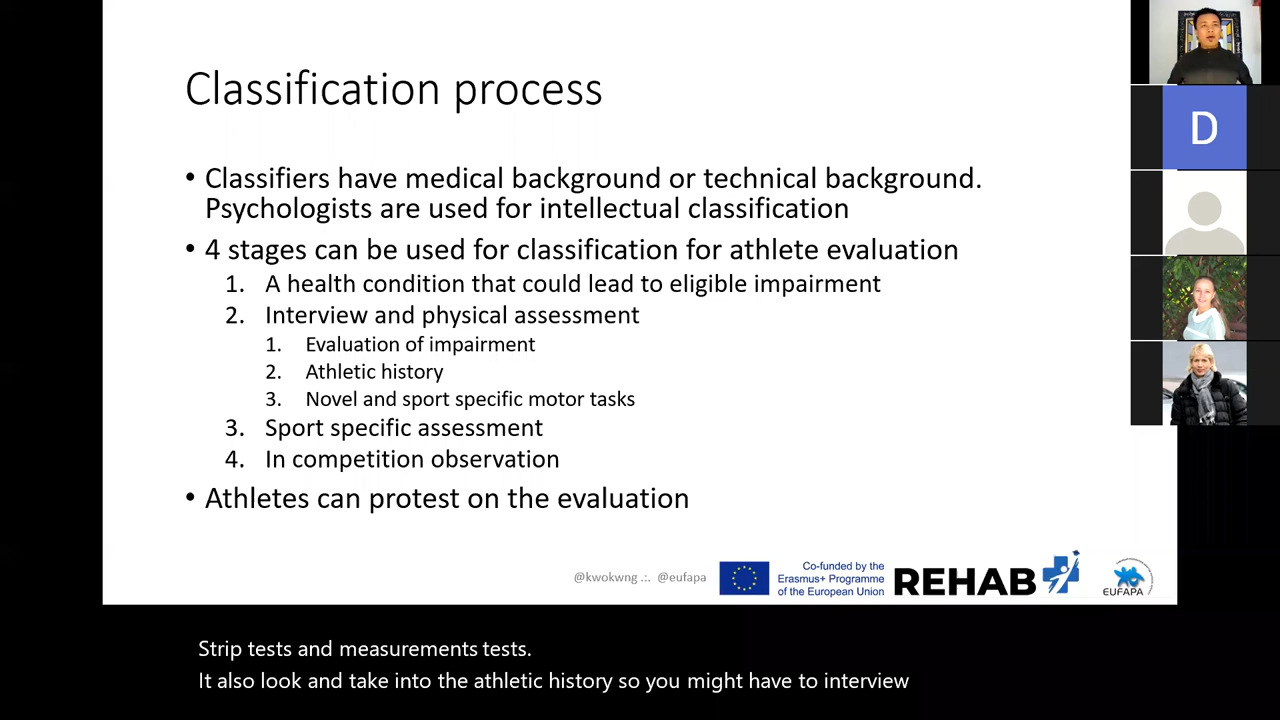 Classification process
• Classifiers have medical background or technical background.
Psychologists are used for intellectual classification
• 4 stages can be used for classification for athlete evaluation
1. A health condition that could lead to eligible impairment
2. Interview and physical assessment
1. Evaluation of impairment
2. Athletic history
3. Novel and sport specific motor tasks
3. Sport specific assessment
4. In competition observation
• Athletes can protest on the evaluation
@kwokwng .:. @eufapa
Co-funded by the
Erasmus+ Programme
of the European Union
REHAB
EUFAPA
D
Strip tests and measurements tests.
It also look and take into the athletic history so you might have to interview